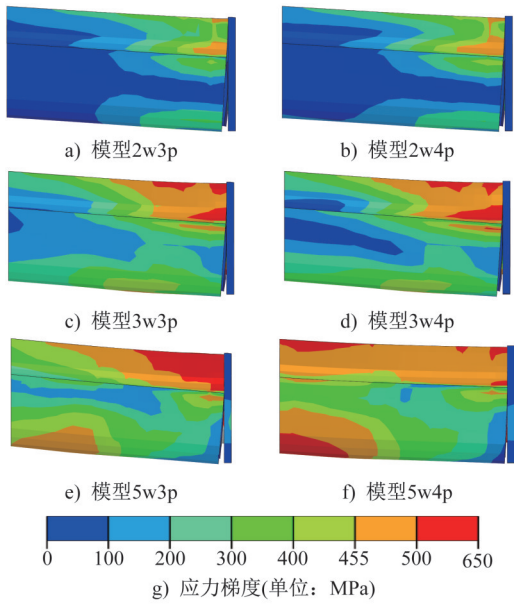 a) 模型2w3p
b) 模型2w4p
c) 模型3w3p
d) 模型3w4p
e) 模型5w3p
f) 模型5w4p
0 100 200 300 400 455 500 650
g) 应力梯度(单位：MPa)